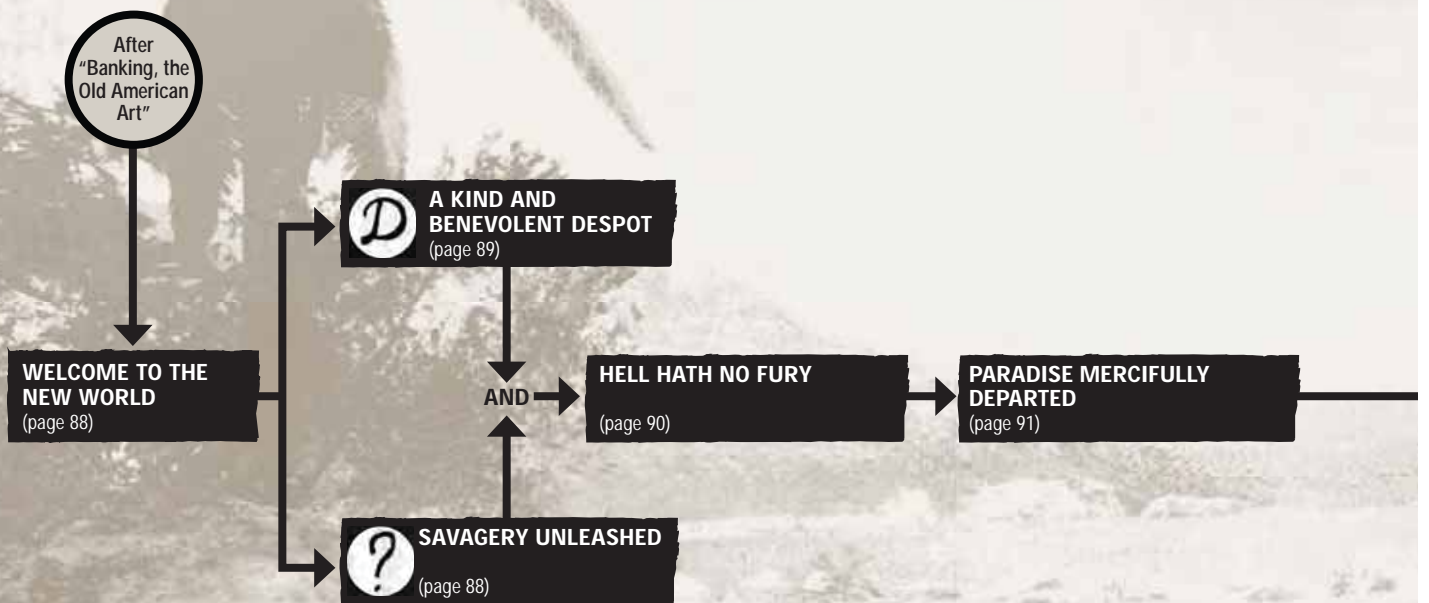 After
"Banking, the
Old American
Art"
D
A KIND AND
BENEVOLENT DESPOT
(page 89)
WELCOME TO THE
NEW WORLD
(page 88)
AND
HELL HATH NO FURY
(page 90)
PARADISE MERCIFULLY
DEPARTED
(page 91)
?
SAVAGERY UNLEASHED
(page 88)